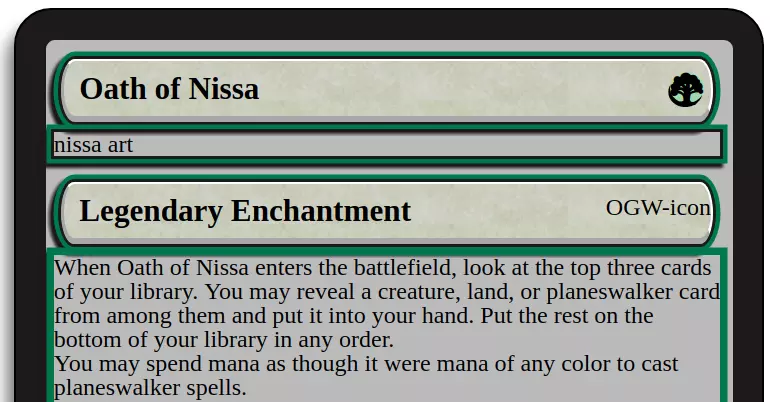 Oath of Nissa
nissa art
Legendary Enchantment OGW-icon
When Oath of Nissa enters the battlefield, look at the top three cards
of your library. You may reveal a creature, land, or planeswalker card
from among them and put it into your hand. Put the rest on the
bottom of your library in any order.
You may spend mana as though it were mana of any color to cast
planeswalker spells.